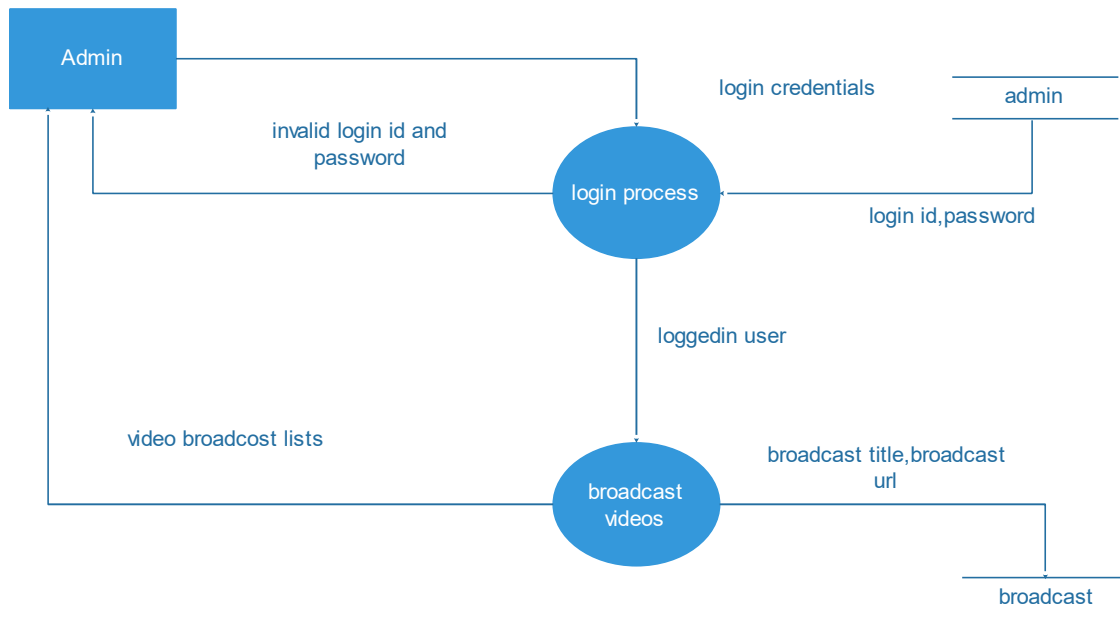 Admin
login credentials
admin
invalid login id and
password
login process
login id,password
loggedin user
video broadcost lists
broadcast title,broadcast
url
broadcast
videos
broadcast